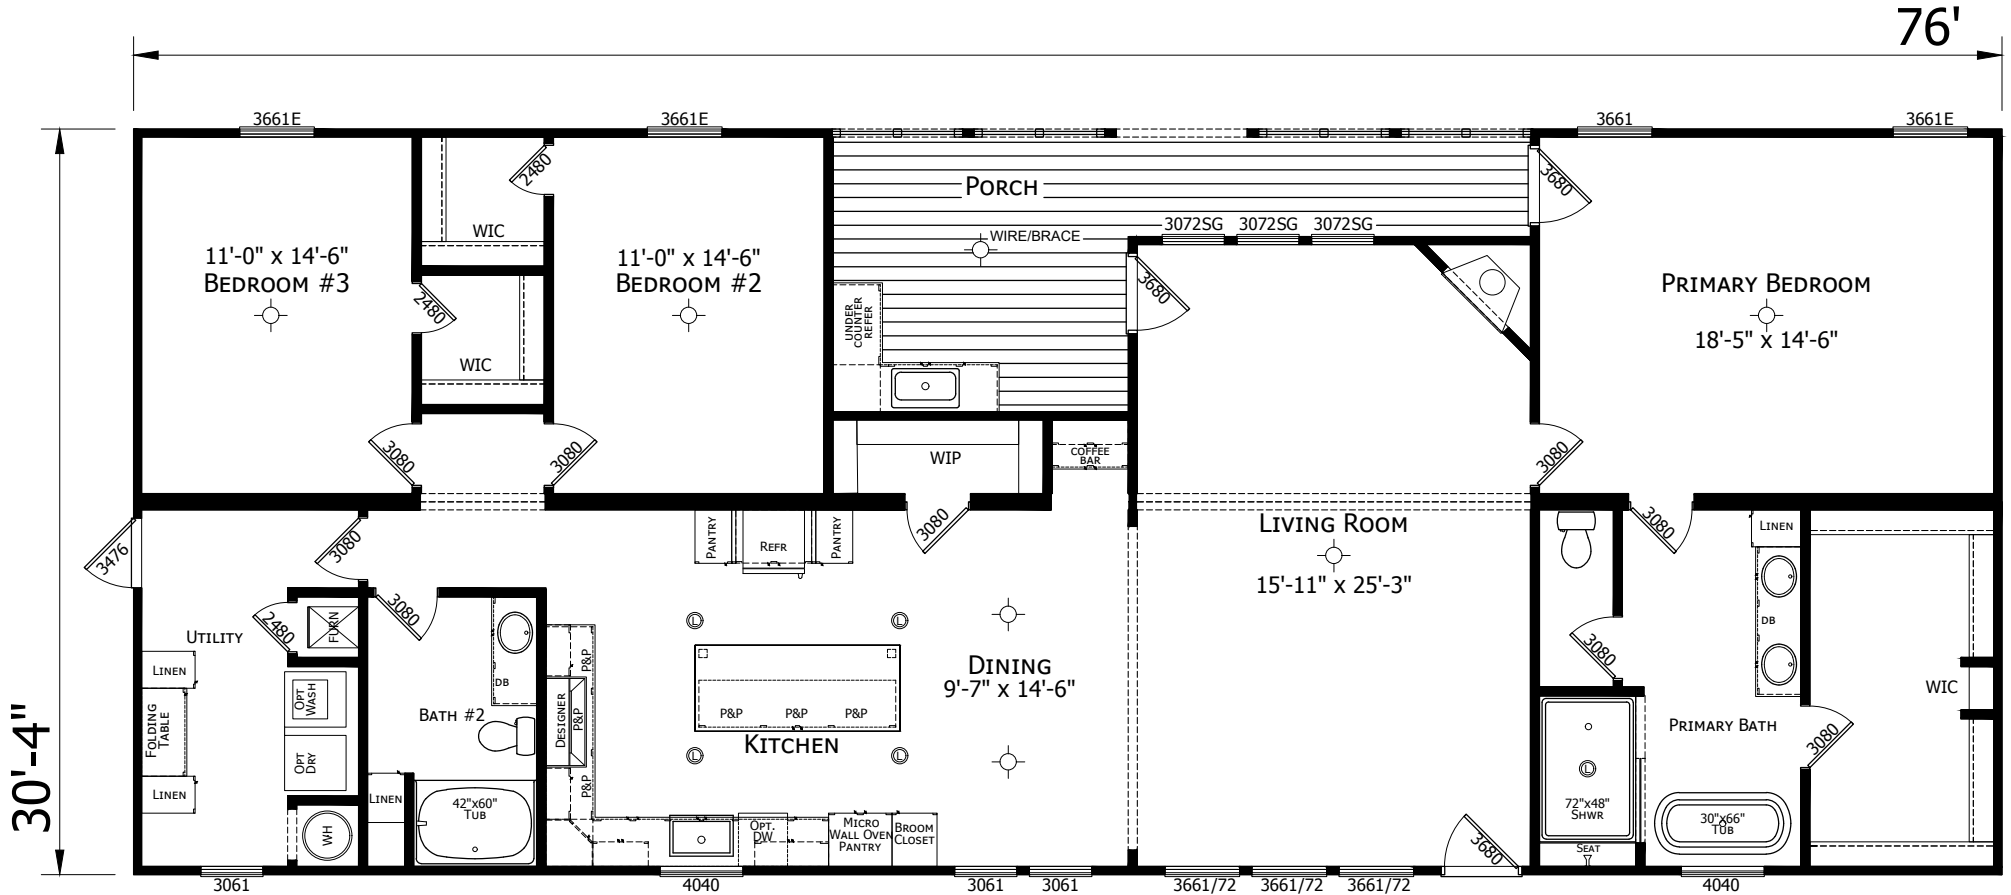 76'
30'-4"
3661E
3661E
3661
3661E
2480
WIC
2480
WIC
11'-0" x 14'-6"
BEDROOM #3
11'-0" x 14'-6"
BEDROOM #2
PORCH
WIRE/BRACE
3072SG
3072SG
3072SG
3680
3680
UNDER
COUNTER
REFER
PRIMARY BEDROOM
18'-5" x 14'-6"
3080
3080
WIP
COFFEE
BAR
3080
3476
3080
PANTRY
REFR
PANTRY
3080
LIVING ROOM
15'-11" x 25'-3"
3080
LINEN
UTILITY
2480
FURN
3080
L
L
DB
3080
DB
LINEN
FOLDING
TABLE
LINEN
OPT
WASH
OPT
DRY
WH
BATH #2
DB
LINEN
42"x60"
TUB
P&P
DESIGNER
P&P
P&P
P&P
P&P
P&P
KITCHEN
L
L
DINING
9'-7" x 14'-6"
OPT.
DW
MICRO
WALL OVEN
PANTRY
BROOM
CLOSET
PRIMARY BATH
3080
WIC
L
72"x48"
SHWR
SEAT
30"x66"
TUB
3680
3061
4040
3061
3061
3661/72
3661/72
3661/72
4040